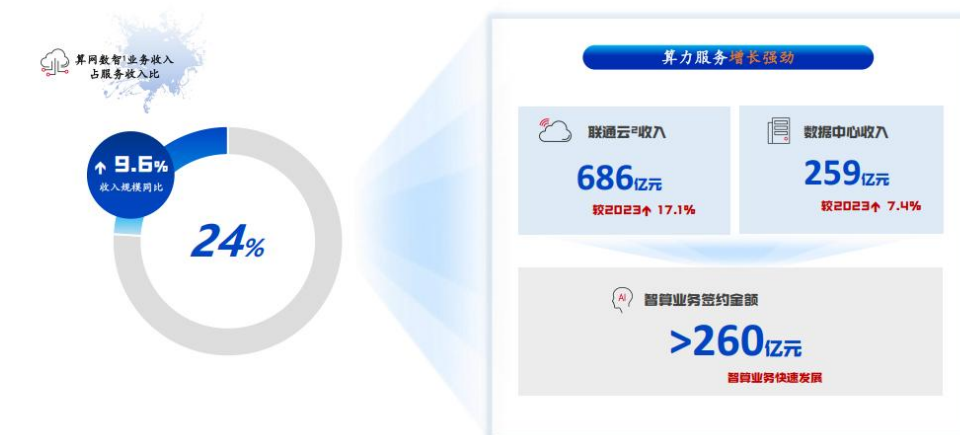 算网数智¹业务收入
占服务收入比
↑ 9.6%
收入规模同比
24%
算力服务增长强劲
联通云²收入
686亿元
较2023↑ 17.1%
数据中心收入
259亿元
较2023↑ 7.4%
AI
智算业务签约金额
>260亿元
智算业务快速发展